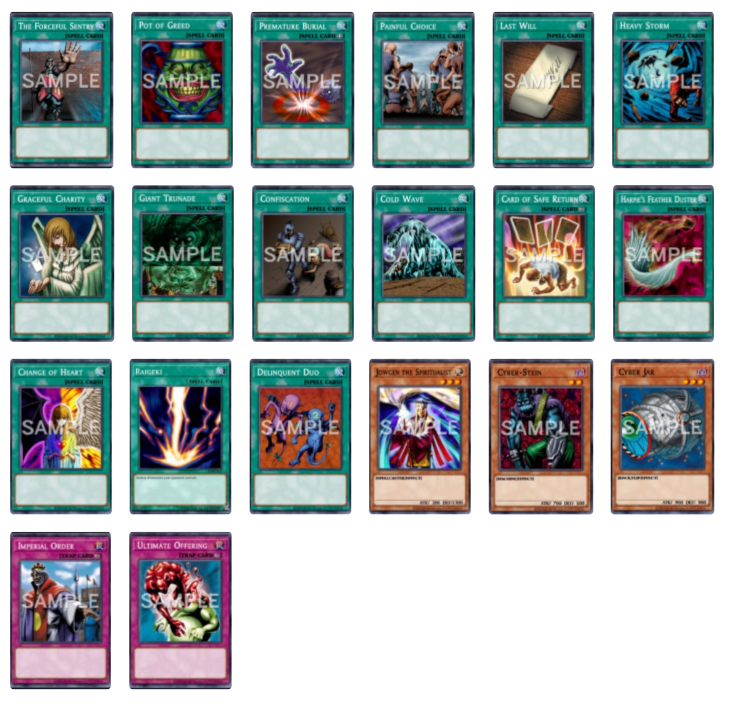 The Forceful Sentry
[SPELL CARD]
SAMPLE
Pot of Greed
[SPELL CARD]
SAMPLE
Premature Burial
[SPELL CARD]
SAMPLE
Painful Choice
[SPELL CARD]
SAMPLE
Last Will
[SPELL CARD]
SAMPLE
Heavy Storm
[SPELL CARD]
SAMPLE
Graceful Charity
[SPELL CARD]
SAMPLE
Giant Trunade
[SPELL CARD]
SAMPLE
Confiscation
[SPELL CARD]
SAMPLE
Cold Wave
[SPELL CARD]
SAMPLE
Card of Safe Return
[SPELL CARD]
SAMPLE
Harpie's Feather Duster
[SPELL CARD]
SAMPLE
Change of Heart
[SPELL CARD]
SAMPLE
Raigeki
[SPELL CARD]
SAMPLE
Delinquent Duo
[SPELL CARD]
SAMPLE
Jowgen the Spiritualist
SAMPLE
Cyber-Stein
SAMPLE
Cyber Jar
SAMPLE
Imperial Order
[TRAP CARD]
SAMPLE
Ultimate Offering
[TRAP CARD]
SAMPLE